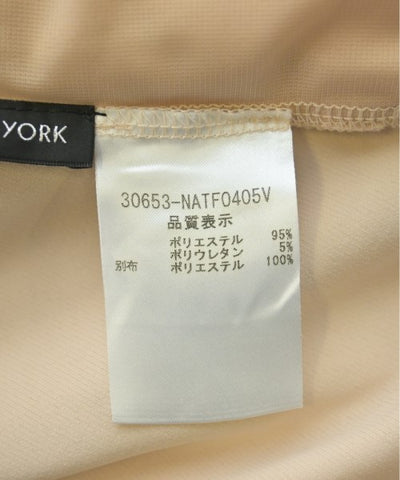 YORK
30653-NATF0405V
品質表示
ポリエステル 95%
ポリウレタン 5%
別布 ポリエステル 100%